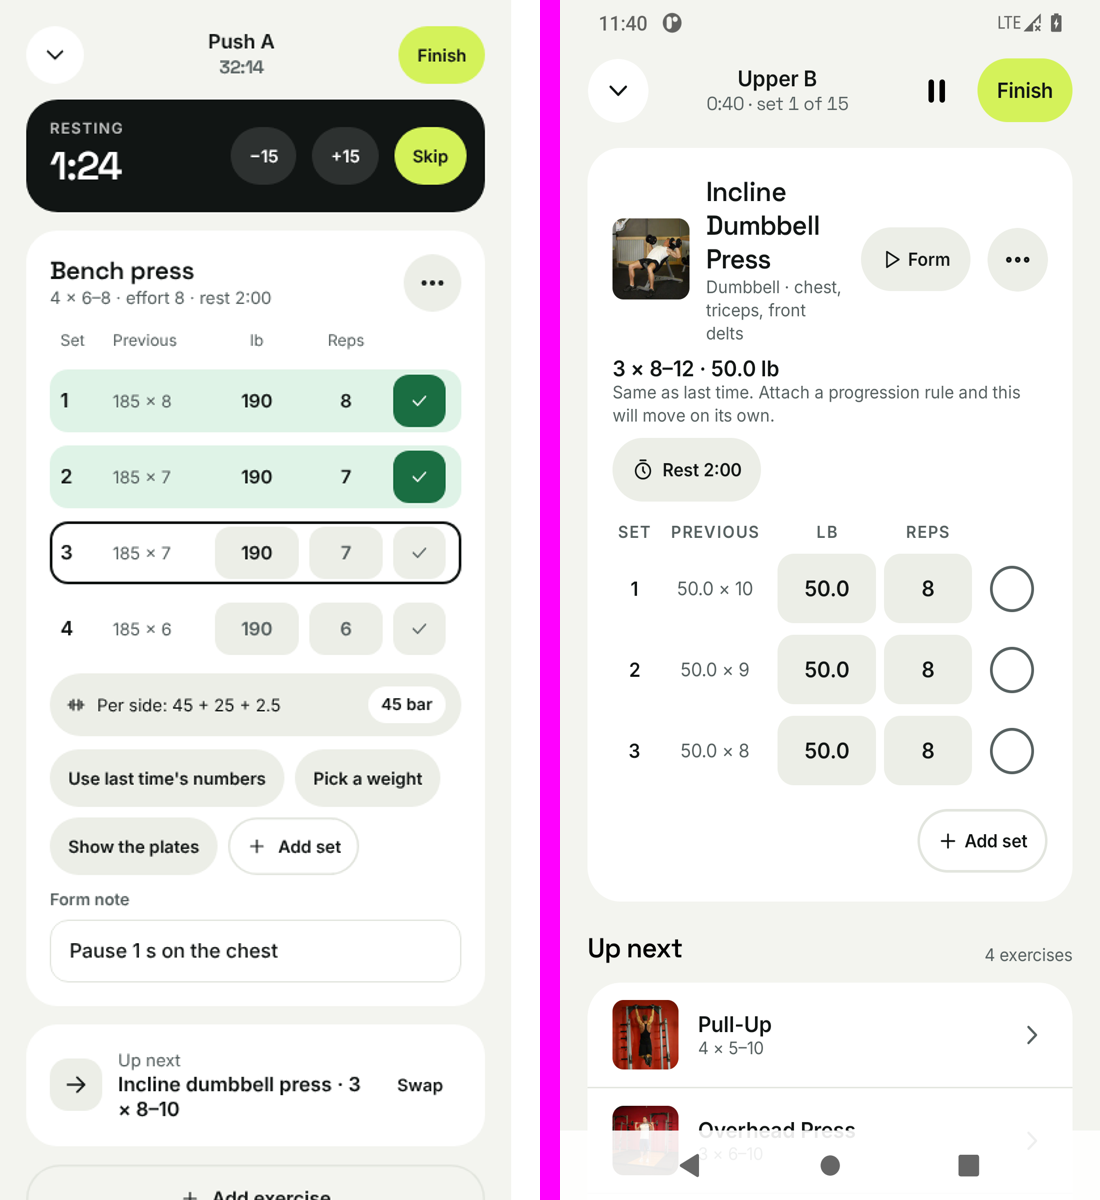 Push A
32:14
Finish
RESTING
1:24
−15
+15
Skip
Bench press
4 × 6–8 · effort 8 · rest 2:00
Set Previous lb Reps
1 185 × 8 190 8
2 185 × 7 190 7
3 185 × 7 190 7
4 185 × 6 190 6
Per side: 45 + 25 + 2.5
45 bar
Use last time's numbers
Pick a weight
Show the plates
+ Add set
Form note
Pause 1 s on the chest
Up next
Incline dumbbell press · 3
× 8–10
Swap
+ Add exercise
11:40
LTE
Upper B
0:40 · set 1 of 15
Finish
Incline
Dumbbell
Press
Dumbbell · chest,
triceps, front
delts
Form
3 × 8–12 · 50.0 lb
Same as last time. Attach a progression rule and this
will move on its own.
Rest 2:00
SET PREVIOUS LB REPS
1 50.0 × 10 50.0 8
2 50.0 × 9 50.0 8
3 50.0 × 8 50.0 8
+ Add set
Up next
4 exercises
Pull-Up
4 × 5–10
Overhead Press
3 × 6–10